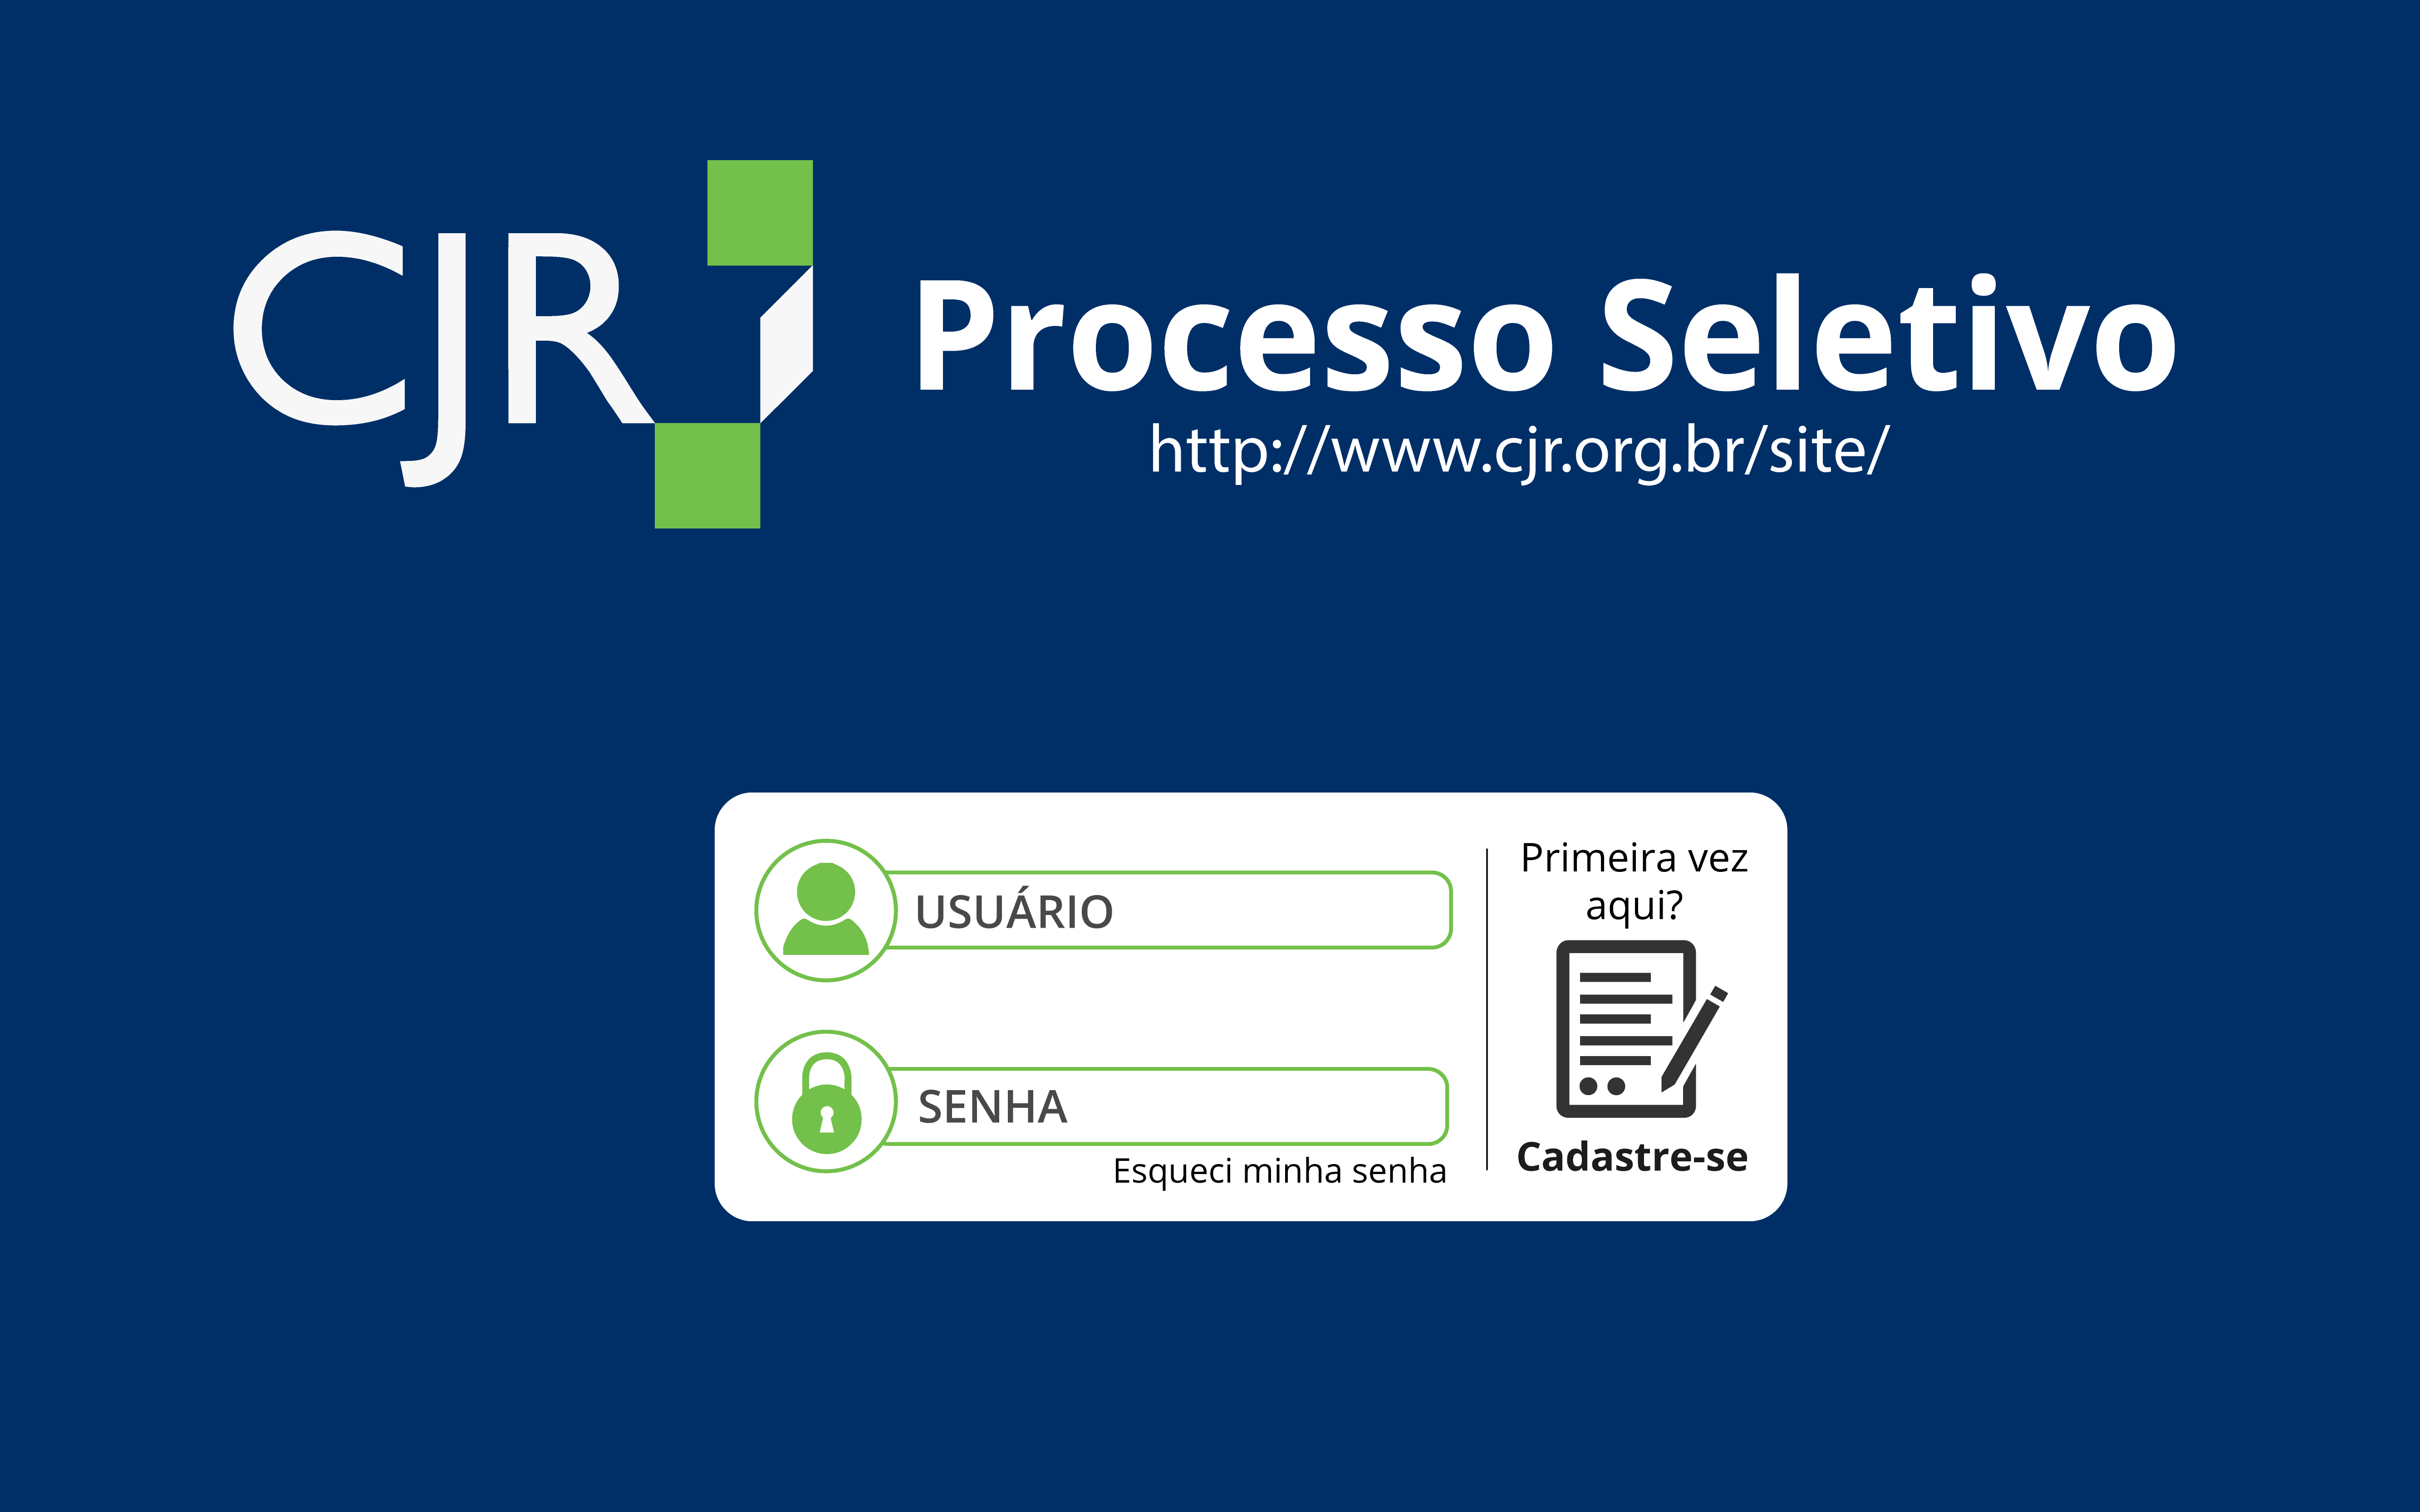 CJR
Processo Seletivo
http://www.cjr.org.br/site/
USUÁRIO
SENHA
Esqueci minha senha
Primeira vez
aqui?
Cadastre-se